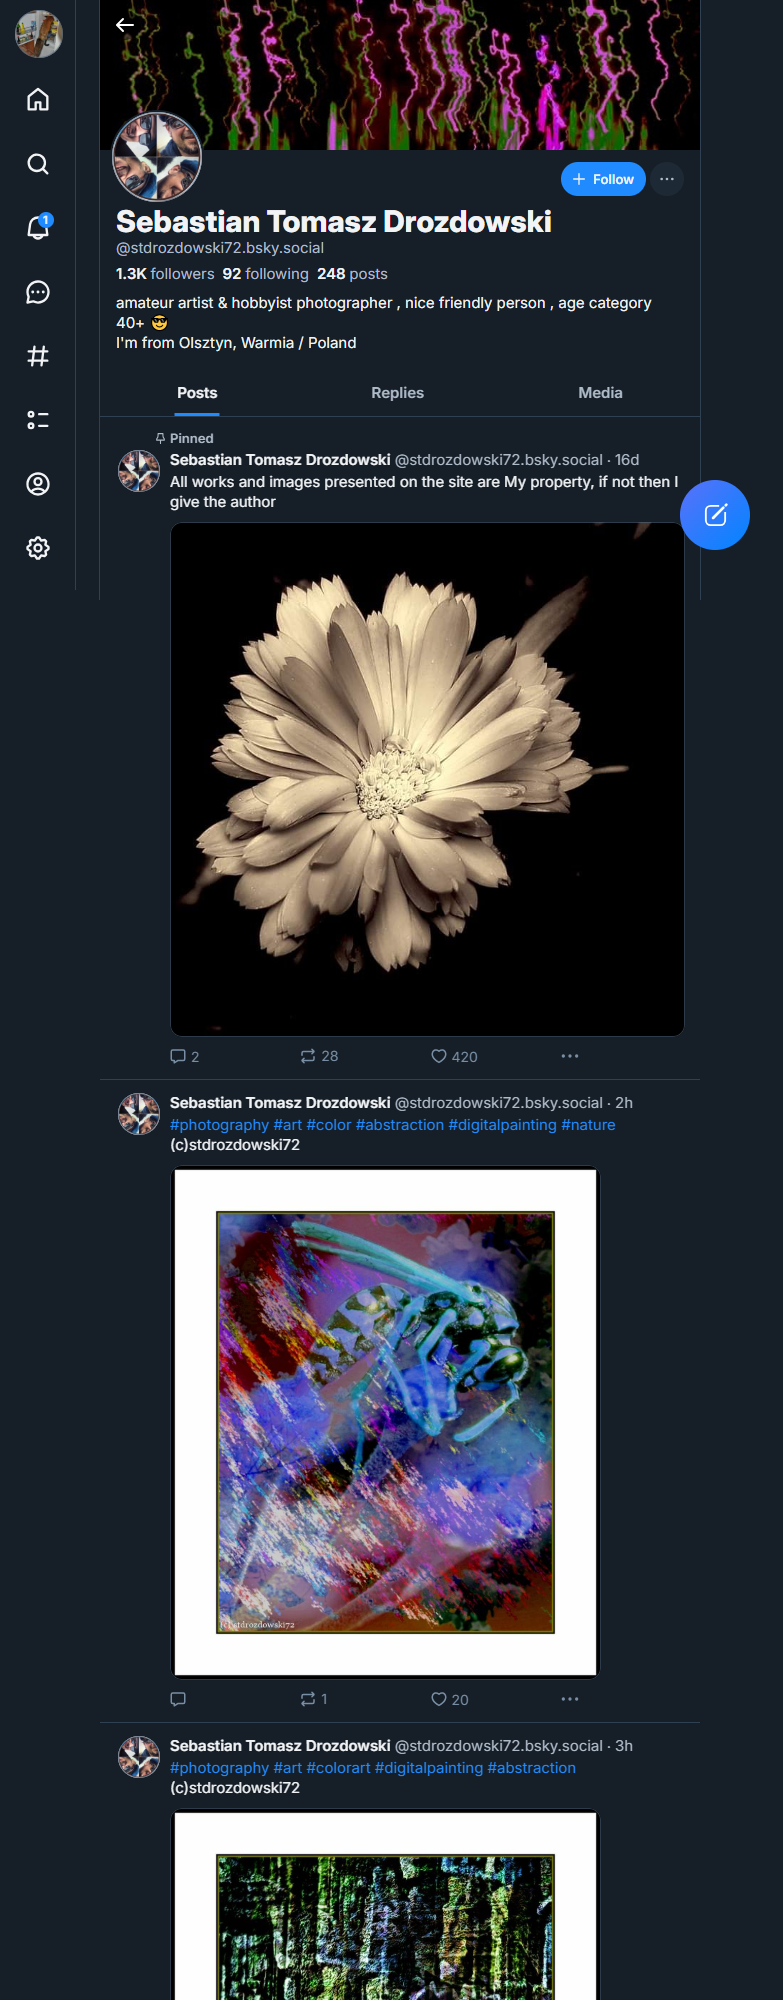 1
+ Follow
Sebastian Tomasz Drozdowski
@stdrozdowski72.bsky.social
1.3K followers 92 following 248 posts
amateur artist & hobbyist photographer , nice friendly person , age category
40+ 😎
I'm from Olsztyn, Warmia / Poland
Posts Replies Media
Pinned
Sebastian Tomasz Drozdowski @stdrozdowski72.bsky.social · 16d
All works and images presented on the site are My property, if not then I
give the author
2 28 420
Sebastian Tomasz Drozdowski @stdrozdowski72.bsky.social · 2h
#photography #art #color #abstraction #digitalpainting #nature
(c)stdrozdowski72
(c)stdrozdowski72
1 20
Sebastian Tomasz Drozdowski @stdrozdowski72.bsky.social · 3h
#photography #art #colorart #digitalpainting #abstraction
(c)stdrozdowski72